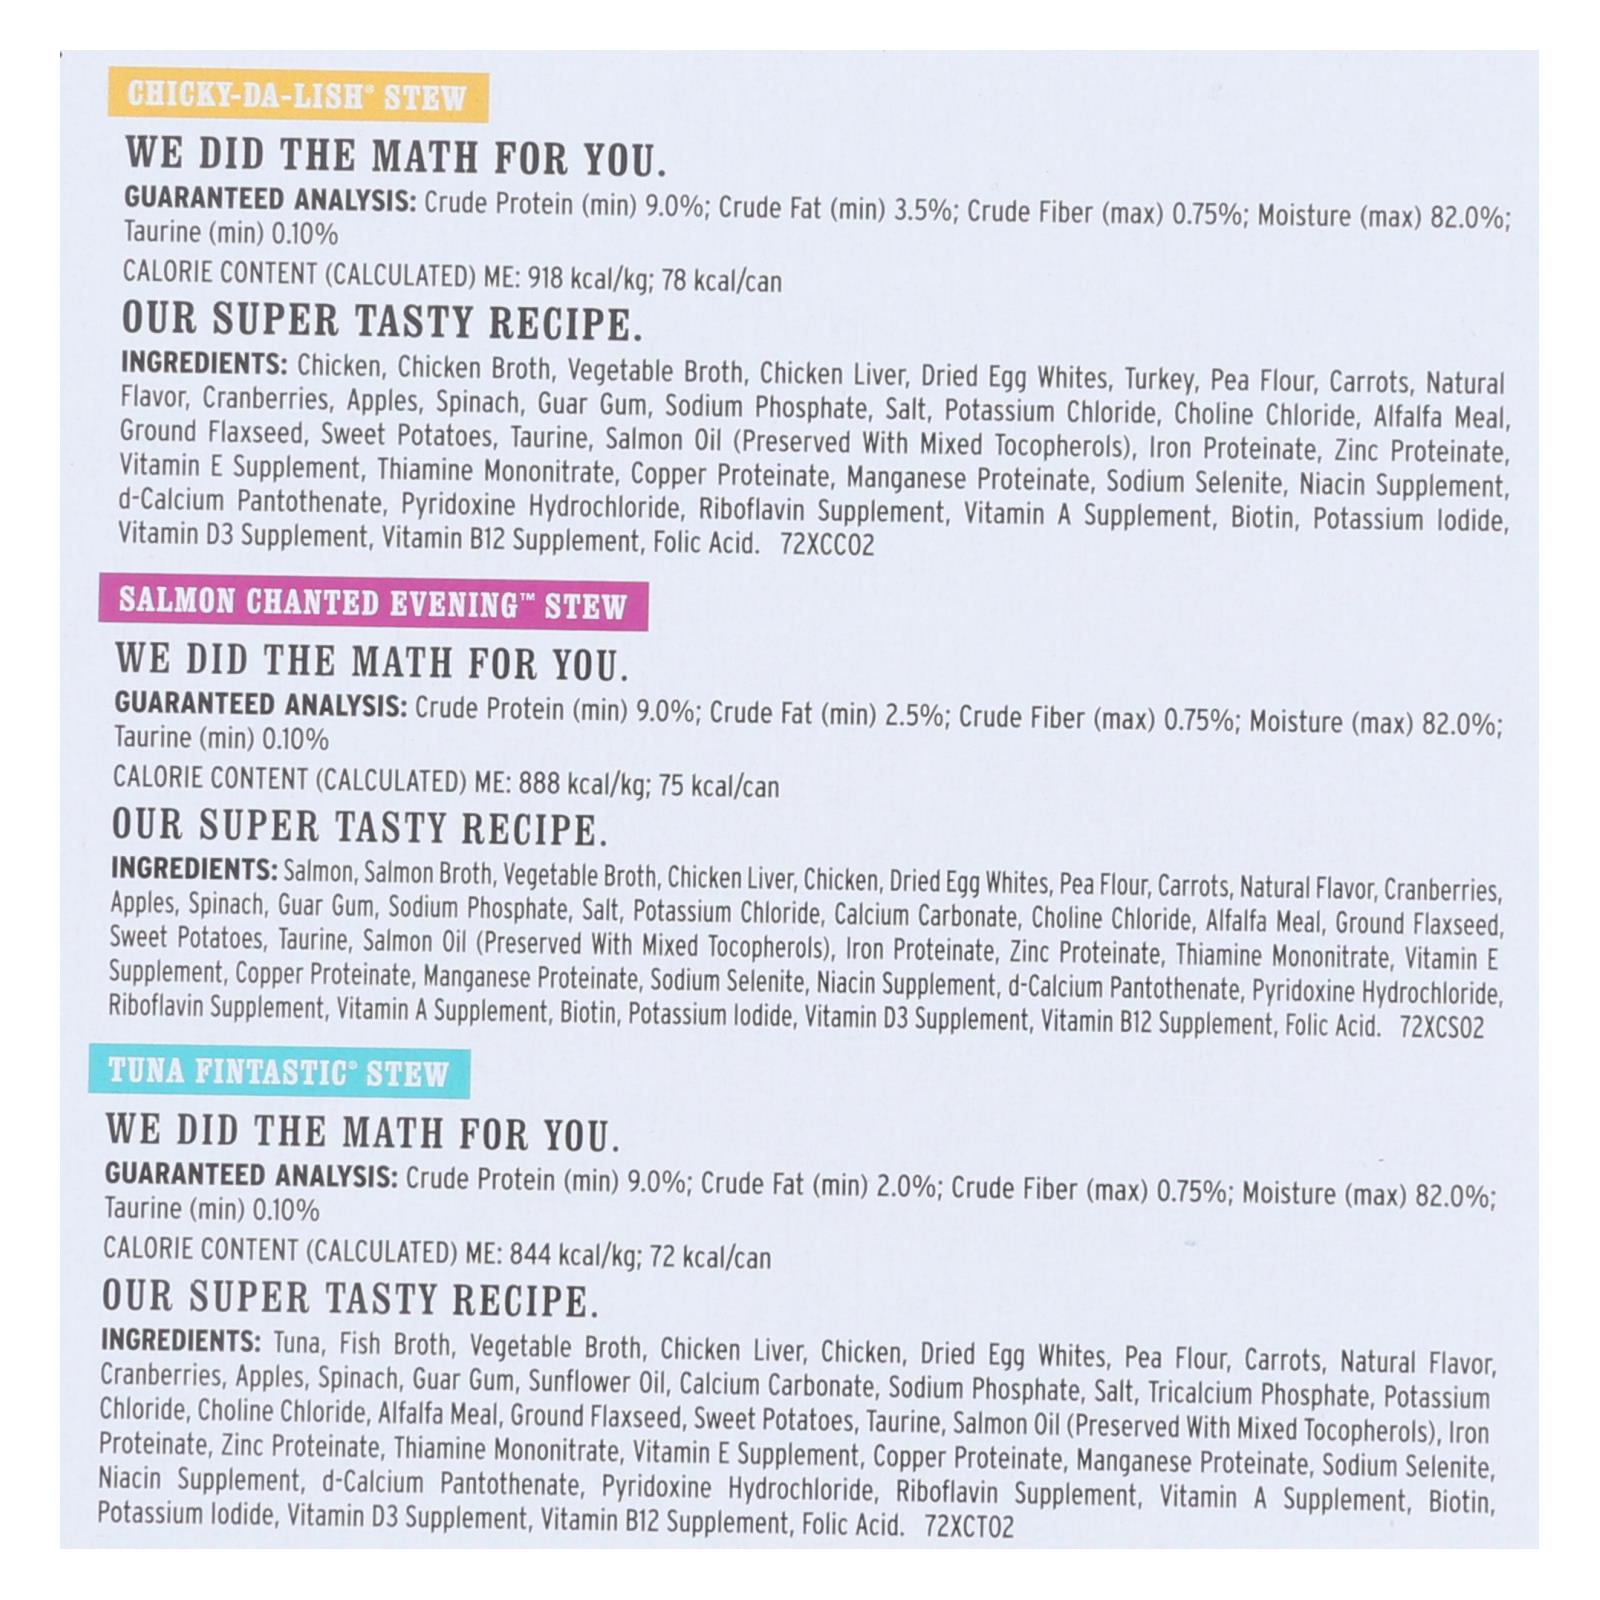 CHICKY-DA-LISH® STEW
WE DID THE MATH FOR YOU.
GUARANTEED ANALYSIS: Crude Protein (min) 9.0%; Crude Fat (min) 3.5%; Crude Fiber (max) 0.75%; Moisture (max) 82.0%;
Taurine (min) 0.10%
CALORIE CONTENT (CALCULATED) ME: 918 kcal/kg; 78 kcal/can
OUR SUPER TASTY RECIPE.
INGREDIENTS: Chicken, Chicken Broth, Vegetable Broth, Chicken Liver, Dried Egg Whites, Turkey, Pea Flour, Carrots, Natural
Flavor, Cranberries, Apples, Spinach, Guar Gum, Sodium Phosphate, Salt, Potassium Chloride, Choline Chloride, Alfalfa Meal,
Ground Flaxseed, Sweet Potatoes, Taurine, Salmon Oil (Preserved With Mixed Tocopherols), Iron Proteinate, Zinc Proteinate,
Vitamin E Supplement, Thiamine Mononitrate, Copper Proteinate, Manganese Proteinate, Sodium Selenite, Niacin Supplement,
d-Calcium Pantothenate, Pyridoxine Hydrochloride, Riboflavin Supplement, Vitamin A Supplement, Biotin, Potassium Iodide,
Vitamin D3 Supplement, Vitamin B12 Supplement, Folic Acid. 72XCC02
SALMON CHANTED EVENING™ STEW
WE DID THE MATH FOR YOU.
GUARANTEED ANALYSIS: Crude Protein (min) 9.0%; Crude Fat (min) 2.5%; Crude Fiber (max) 0.75%; Moisture (max) 82.0%;
Taurine (min) 0.10%
CALORIE CONTENT (CALCULATED) ME: 888 kcal/kg; 75 kcal/can
OUR SUPER TASTY RECIPE.
INGREDIENTS: Salmon, Salmon Broth, Vegetable Broth, Chicken Liver, Chicken, Dried Egg Whites, Pea Flour, Carrots, Natural Flavor, Cranberries,
Apples, Spinach, Guar Gum, Sodium Phosphate, Salt, Potassium Chloride, Calcium Carbonate, Choline Chloride, Alfalfa Meal, Ground Flaxseed,
Sweet Potatoes, Taurine, Salmon Oil (Preserved With Mixed Tocopherols), Iron Proteinate, Zinc Proteinate, Thiamine Mononitrate, Vitamin E
Supplement, Copper Proteinate, Manganese Proteinate, Sodium Selenite, Niacin Supplement, d-Calcium Pantothenate, Pyridoxine Hydrochloride,
Riboflavin Supplement, Vitamin A Supplement, Biotin, Potassium Iodide, Vitamin D3 Supplement, Vitamin B12 Supplement, Folic Acid. 72XCS02
TUNA FINTASTIC® STEW
WE DID THE MATH FOR YOU.
GUARANTEED ANALYSIS: Crude Protein (min) 9.0%; Crude Fat (min) 2.0%; Crude Fiber (max) 0.75%; Moisture (max) 82.0%;
Taurine (min) 0.10%
CALORIE CONTENT (CALCULATED) ME: 844 kcal/kg; 72 kcal/can
OUR SUPER TASTY RECIPE.
INGREDIENTS: Tuna, Fish Broth, Vegetable Broth, Chicken Liver, Chicken, Dried Egg Whites, Pea Flour, Carrots, Natural Flavor,
Cranberries, Apples, Spinach, Guar Gum, Sunflower Oil, Calcium Carbonate, Sodium Phosphate, Salt, Tricalcium Phosphate, Potassium
Chloride, Choline Chloride, Alfalfa Meal, Ground Flaxseed, Sweet Potatoes, Taurine, Salmon Oil (Preserved With Mixed Tocopherols), Iron
Proteinate, Zinc Proteinate, Thiamine Mononitrate, Vitamin E Supplement, Copper Proteinate, Manganese Proteinate, Sodium Selenite,
Niacin Supplement, d-Calcium Pantothenate, Pyridoxine Hydrochloride, Riboflavin Supplement, Vitamin A Supplement, Biotin,
Potassium Iodide, Vitamin D3 Supplement, Vitamin B12 Supplement, Folic Acid. 72XCT02